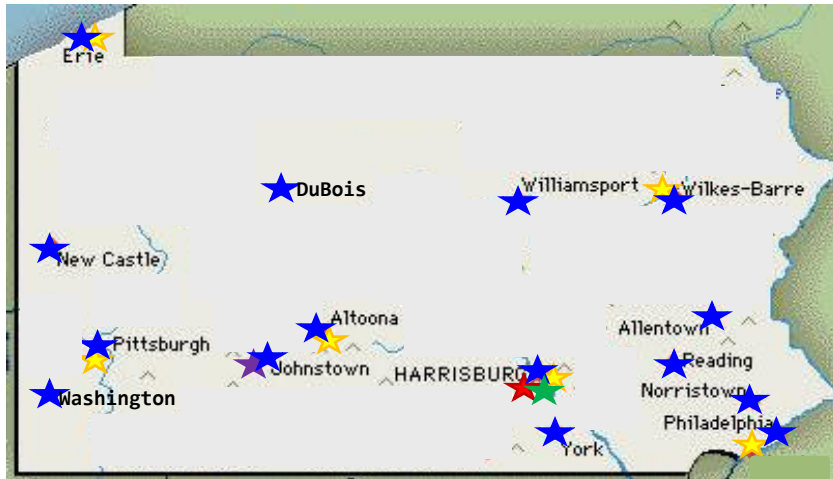 Erie
DuBois
Williamsport
Wilkes-Barre
New Castle
Altoona
Allentown
Pittsburgh
Johnstown
HARRISBURG
Reading
Washington
Norristown
Philadelphia
York